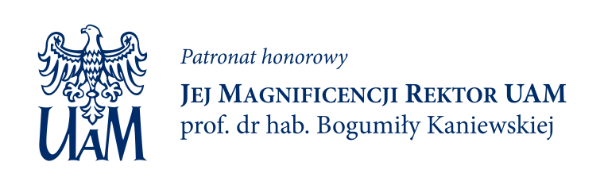 UAM
Patronat honorowy
Jej Magnificencji Rektor UAM
prof. dr hab. Bogumiły Kaniewskiej